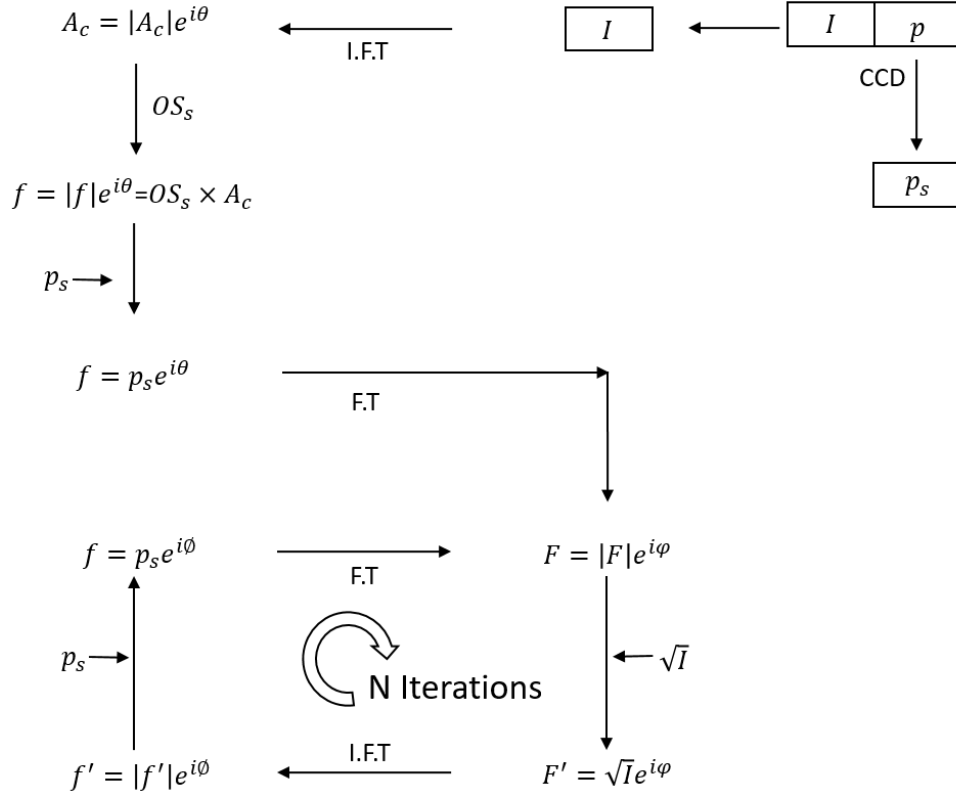 A_c = |A_c|e^{iθ}
I.F.T
I
I p
CCD
OS_s
p_s
f = |f|e^{iθ}=OS_s × A_c
p_s
f = p_s e^{iθ}
F.T
f = p_s e^{i∅}
F.T
F = |F|e^{iφ}
p_s
N Iterations
√I
I.F.T
f' = |f'|e^{i∅}
F' = √I e^{iφ}